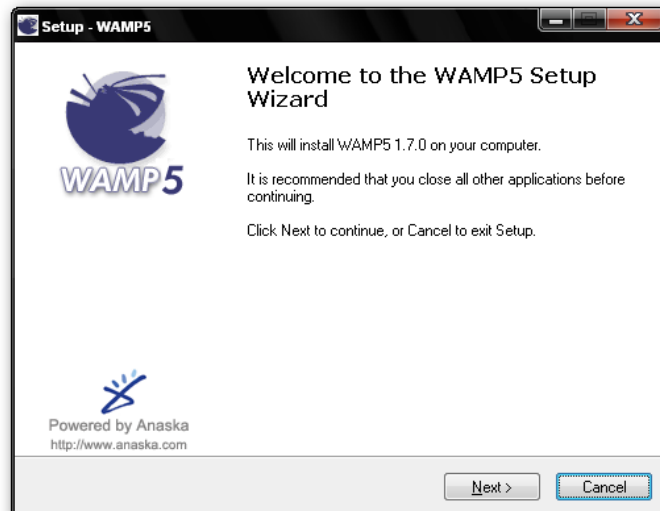 Setup - WAMP5
Welcome to the WAMP5 Setup
Wizard
This will install WAMP5 1.7.0 on your computer.
It is recommended that you close all other applications before
continuing.
Click Next to continue, or Cancel to exit Setup.
WAMP5
Powered by Anaska
http://www.anaska.com
Next >
Cancel